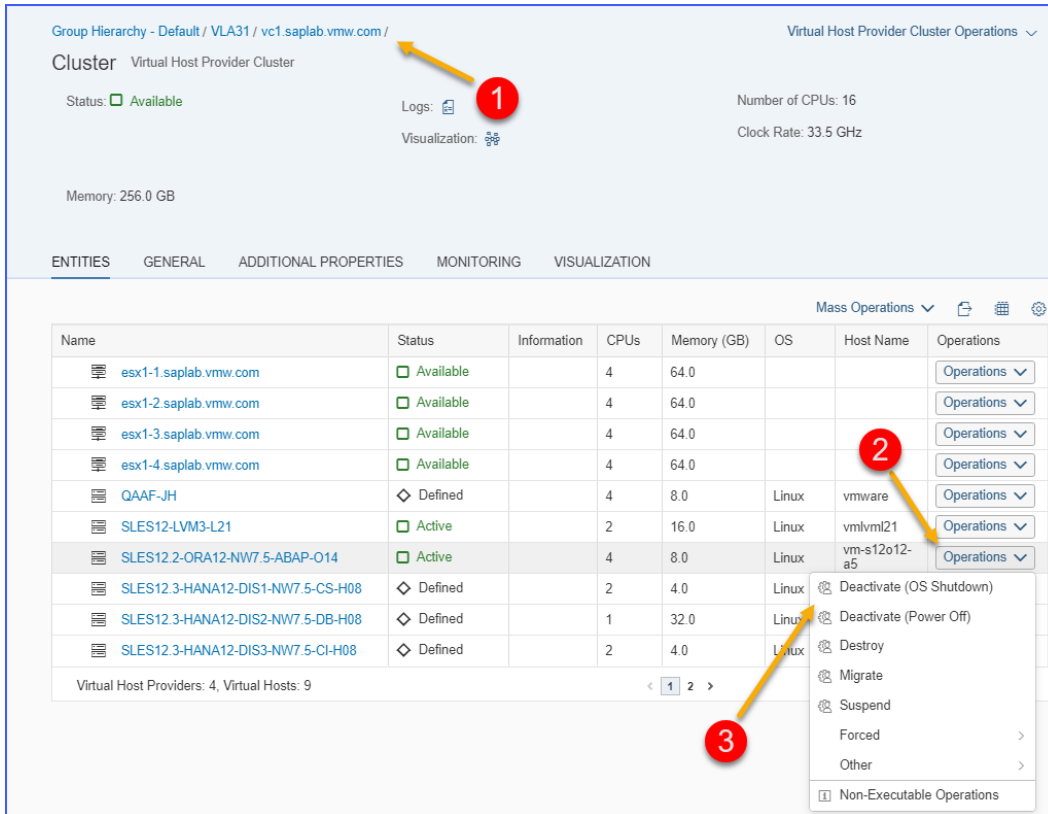 Group Hierarchy - Default / VLA31 / vc1.saplab.vmw.com /
Virtual Host Provider Cluster Operations
Cluster Virtual Host Provider Cluster
Status: Available
Logs:
Number of CPUs: 16
1
Visualization:
Clock Rate: 33.5 GHz
Memory: 256.0 GB
ENTITIES GENERAL ADDITIONAL PROPERTIES MONITORING VISUALIZATION
Mass Operations
Name Status Information CPUs Memory (GB) OS Host Name Operations
esx1-1.saplab.vmw.com Available 4 64.0 Operations
esx1-2.saplab.vmw.com Available 4 64.0 Operations
esx1-3.saplab.vmw.com Available 4 64.0 Operations
esx1-4.saplab.vmw.com Available 4 64.0 Operations
2
QAAF-JH Defined 4 8.0 Linux vmware Operations
SLES12-LVM3-L21 Active 2 16.0 Linux vmlvml21 Operations
SLES12.2-ORA12-NW7.5-ABAP-O14 Active 4 8.0 Linux vm-s12o12-a5 Operations
SLES12.3-HANA12-DIS1-NW7.5-CS-H08 Defined 2 4.0 Linux
SLES12.3-HANA12-DIS2-NW7.5-DB-H08 Defined 1 32.0 Linux
SLES12.3-HANA12-DIS3-NW7.5-CI-H08 Defined 2 4.0 Linux
Deactivate (OS Shutdown)
Deactivate (Power Off)
Destroy
Migrate
Suspend
Forced
Other
Non-Executable Operations
Virtual Host Providers: 4, Virtual Hosts: 9
1 2
3